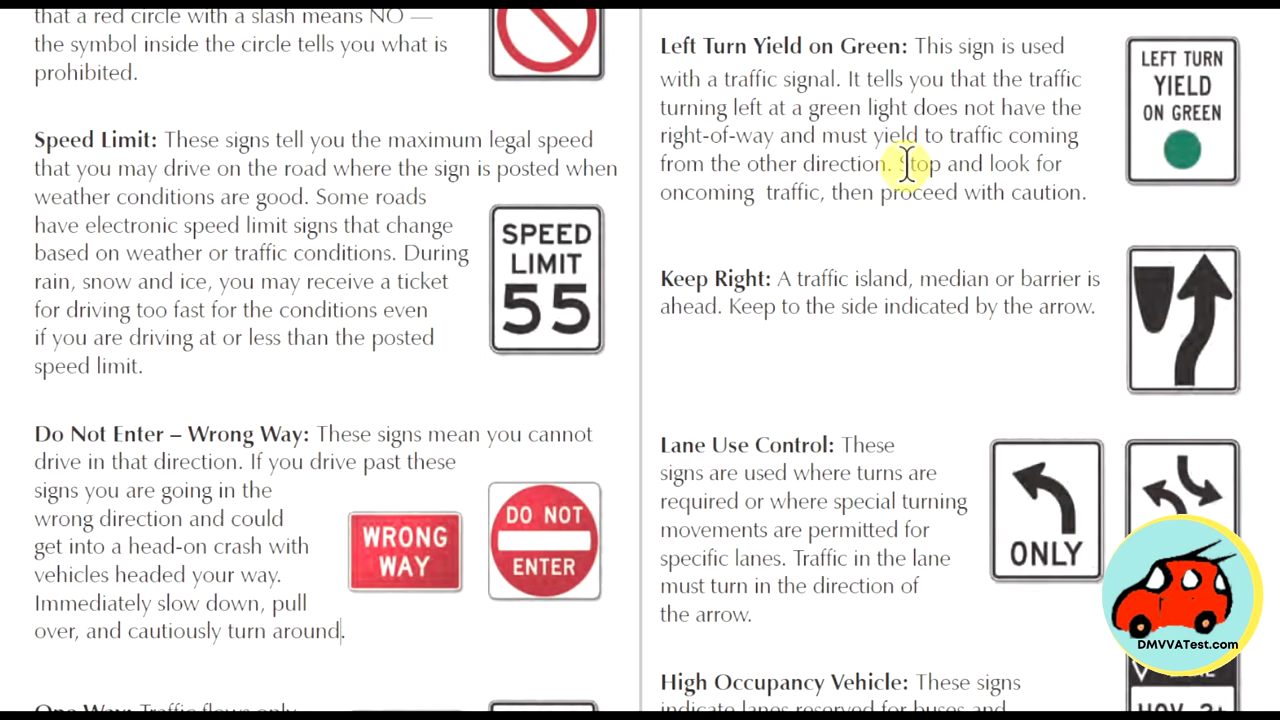 that a red circle with a slash means NO —
the symbol inside the circle tells you what is
prohibited.
Speed Limit: These signs tell you the maximum legal speed
that you may drive on the road where the sign is posted when
weather conditions are good. Some roads
have electronic speed limit signs that change
based on weather or traffic conditions. During
rain, snow and ice, you may receive a ticket
for driving too fast for the conditions even
if you are driving at or less than the posted
speed limit.
SPEED
LIMIT
55
Do Not Enter – Wrong Way: These signs mean you cannot
drive in that direction. If you drive past these
signs you are going in the
wrong direction and could
get into a head-on crash with
vehicles headed your way.
Immediately slow down, pull
over, and cautiously turn around.
WRONG
WAY
DO NOT
ENTER
One Way: Traffic flows only
Left Turn Yield on Green: This sign is used
with a traffic signal. It tells you that the traffic
turning left at a green light does not have the
right-of-way and must yield to traffic coming
from the other direction. Stop and look for
oncoming traffic, then proceed with caution.
LEFT TURN
YIELD
ON GREEN
Keep Right: A traffic island, median or barrier is
ahead. Keep to the side indicated by the arrow.
Lane Use Control: These
signs are used where turns are
required or where special turning
movements are permitted for
specific lanes. Traffic in the lane
must turn in the direction of
the arrow.
ONLY
High Occupancy Vehicle: These signs
indicate lanes reserved for buses and
DMVVATest.com